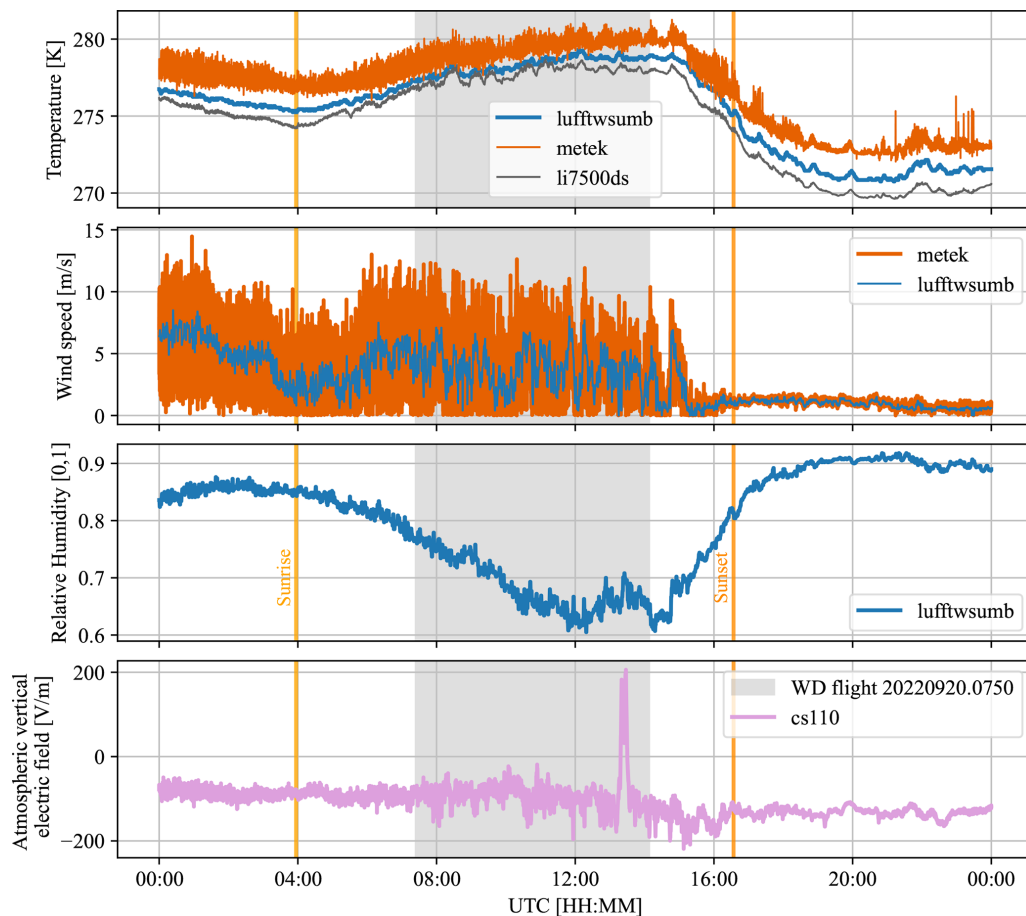 Temperature [K]
280
275
270
lufftwsumb
metek
li7500ds
Wind speed [m/s]
15
10
5
0
metek
lufftwsumb
Relative Humidity [0,1]
0.9
0.8
0.7
0.6
Sunrise
Sunset
lufftwsumb
Atmospheric vertical
electric field [V/m]
200
0
−200
WD flight 20220920.0750
cs110
00:00
04:00
08:00
12:00
16:00
20:00
00:00
UTC [HH:MM]